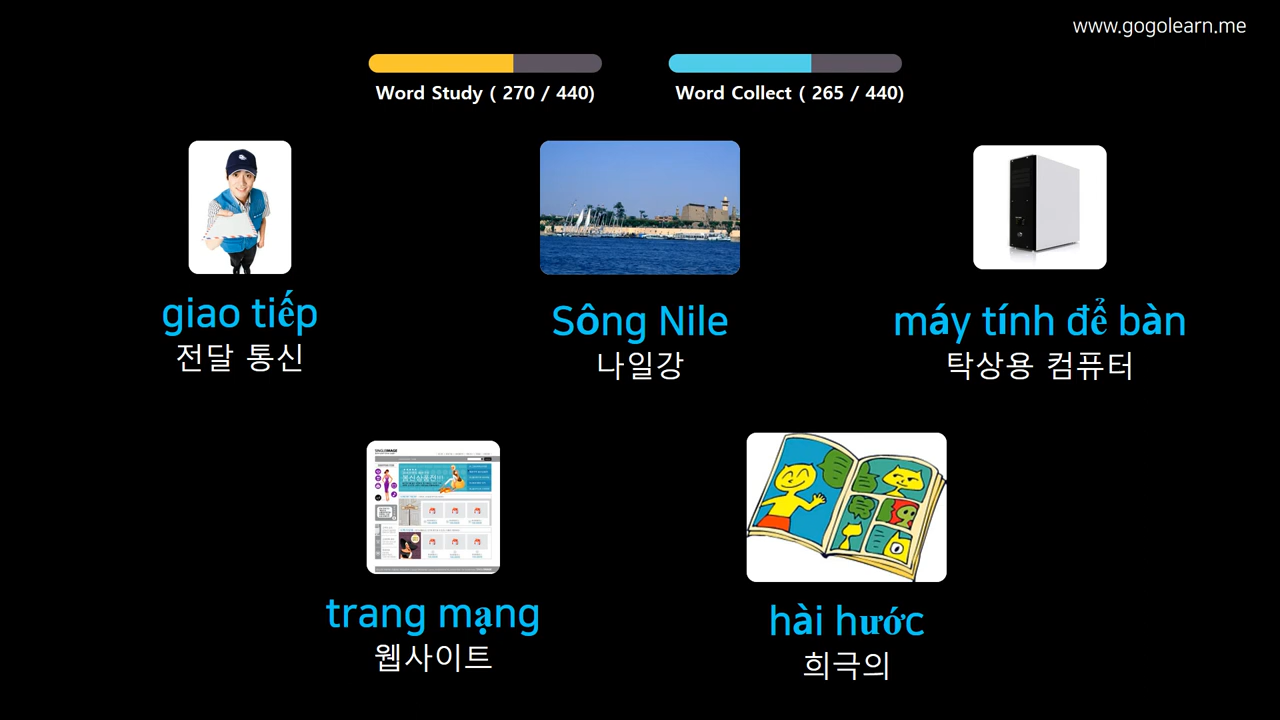 www.gogolearn.me
Word Study ( 270 / 440)
Word Collect ( 265 / 440)
giao tiếp
전달 통신
Sông Nile
나일강
máy tính để bàn
탁상용 컴퓨터
trang mạng
웹사이트
hài hước
희극의